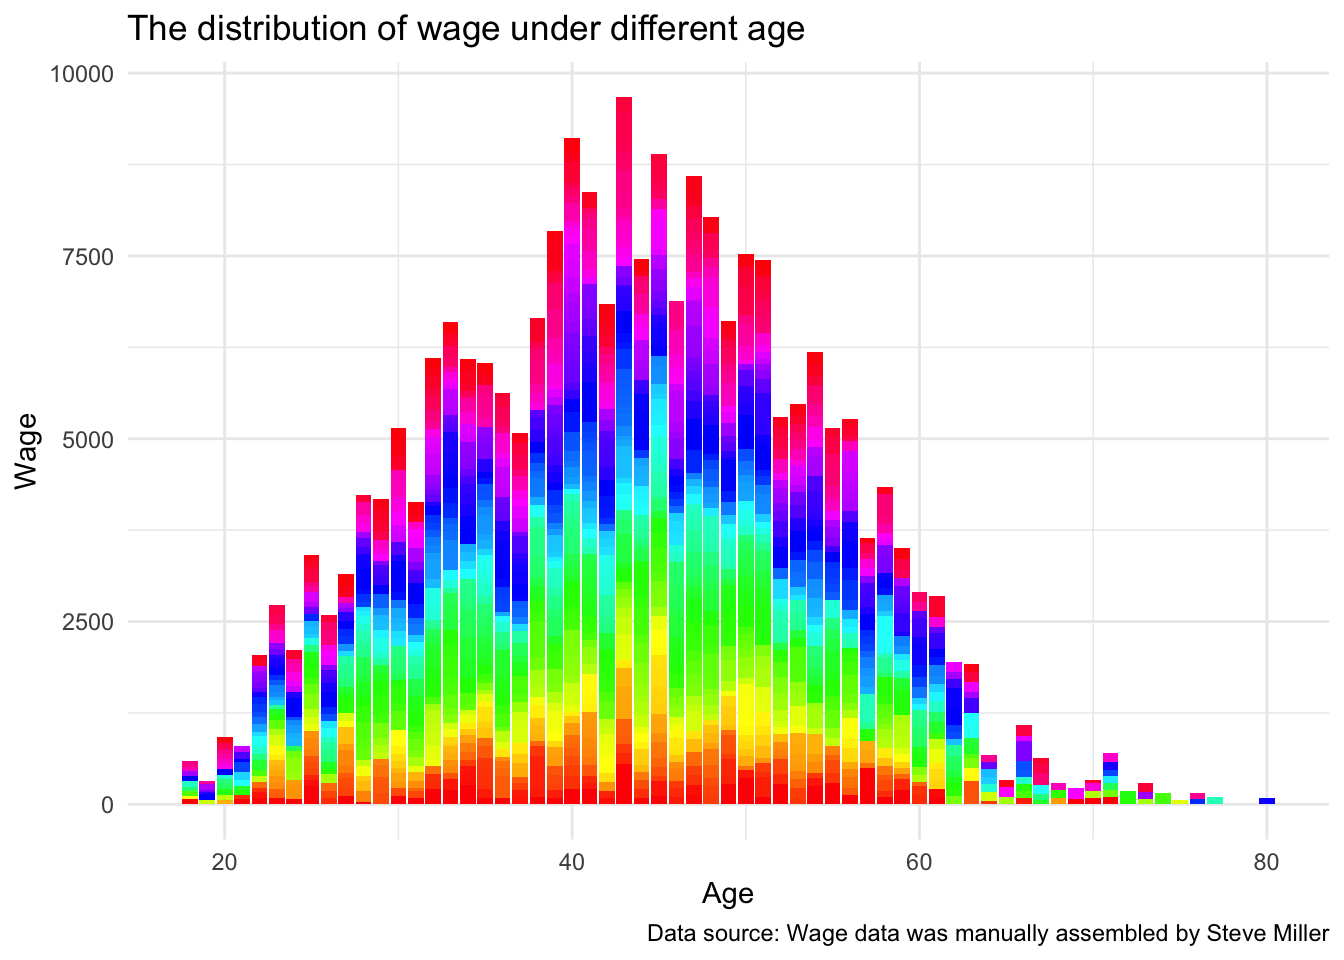 The distribution of wage under different age
10000
7500
5000
2500
0
Wage
20 40 60 80
Age
Data source: Wage data was manually assembled by Steve Miller